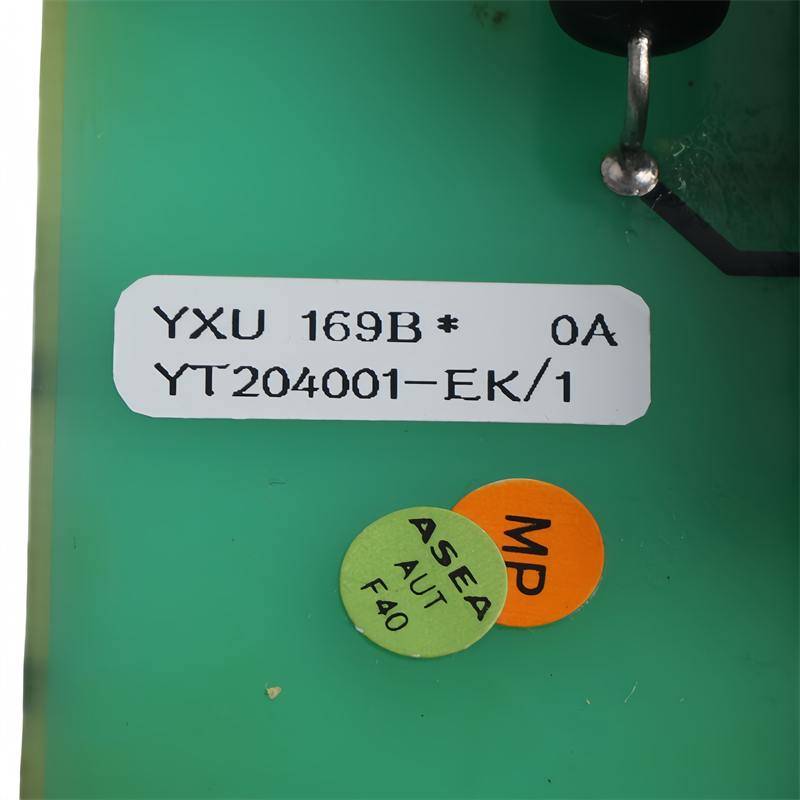 YXU 169B* 0A
YT204001-EK/1
ASEA
AUT
F40
MP